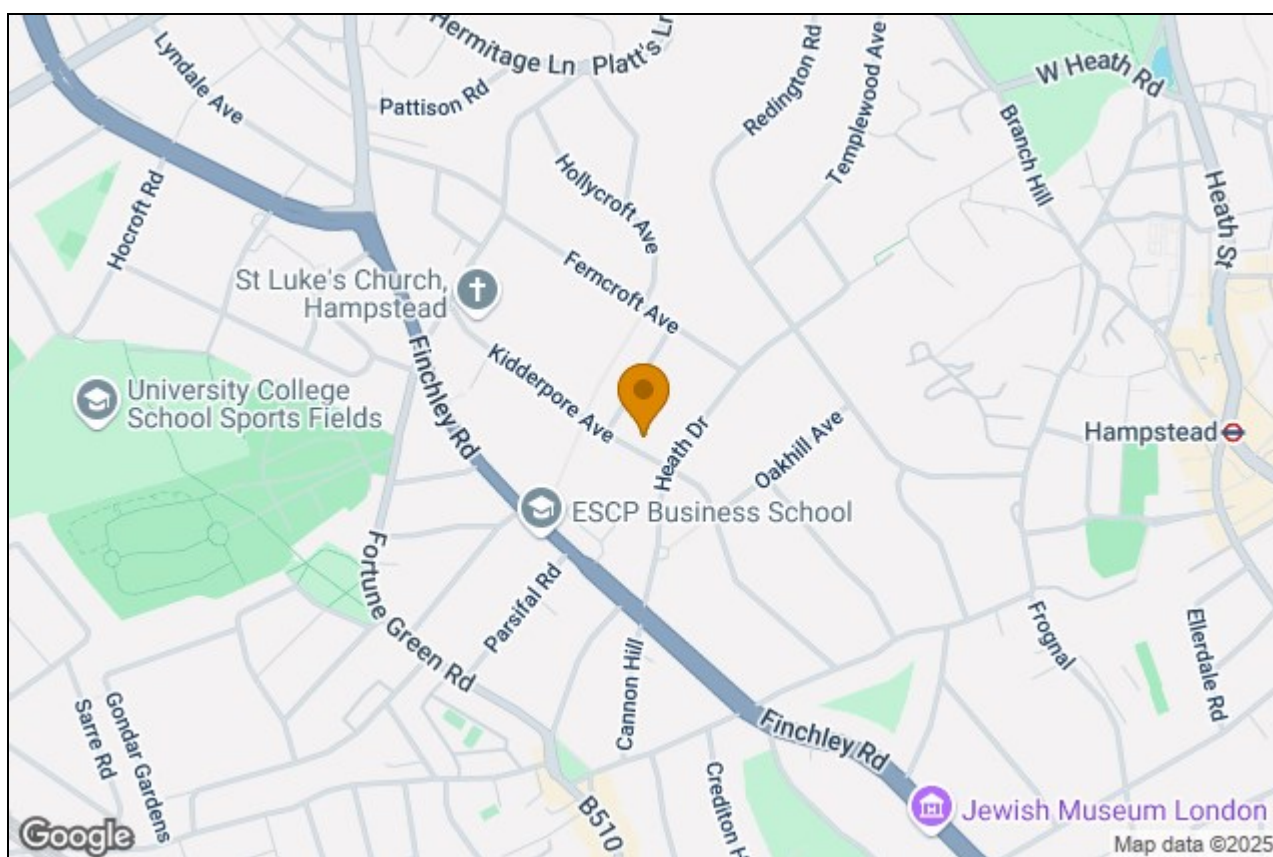 Hermitage Ln
Platt's Ln
Lyndale Ave
Pattison Rd
Redington Rd
Templewood Ave
W Heath Rd
Branch Hill
Heath St
Hocroft Rd
Hollycroft Ave
Ferncroft Ave
St Luke's Church,
Hampstead
Finchley Rd
Kidderpore Ave
University College
School Sports Fields
Heath Dr
Oakhill Ave
Hampstead
ESCP Business School
Fortune Green Rd
Parsifal Rd
Cannon Hill
Frognal
Ellerdale Rd
Gondar Gardens
Sarre Rd
Finchley Rd
Crediton H
B510
Jewish Museum London
Google
Map data ©2025